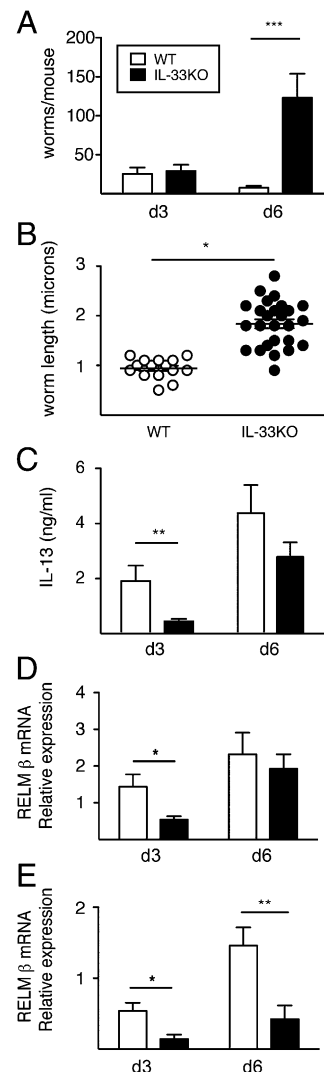 A
worms/mouse
200
150
100
50
WT
IL-33KO
***
d3
d6
B
worm length (microns)
3
2
1
*
WT
IL-33KO
C
IL-13 (ng/ml)
6
4
2
**
d3
d6
D
RELM β mRNA
Relative expression
4
3
2
1
*
d3
d6
E
RELM β mRNA
Relative expression
2
1
*
**
d3
d6